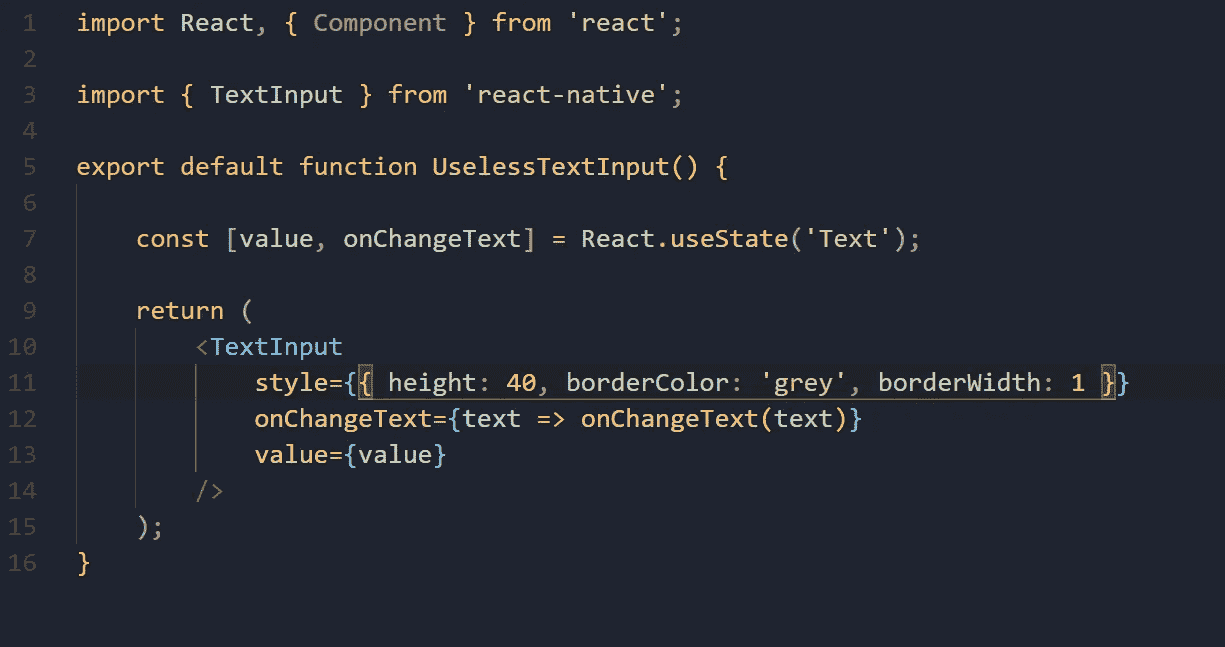 1 import React, { Component } from 'react';
2
3 import { TextInput } from 'react-native';
4
5 export default function UselessTextInput() {
6
7 const [value, onChangeText] = React.useState('Text');
8
9 return (
10 <TextInput
11 style={{ height: 40, borderColor: 'grey', borderWidth: 1 }}
12 onChangeText={text => onChangeText(text)}
13 value={value}
14 />
15 );
16 }